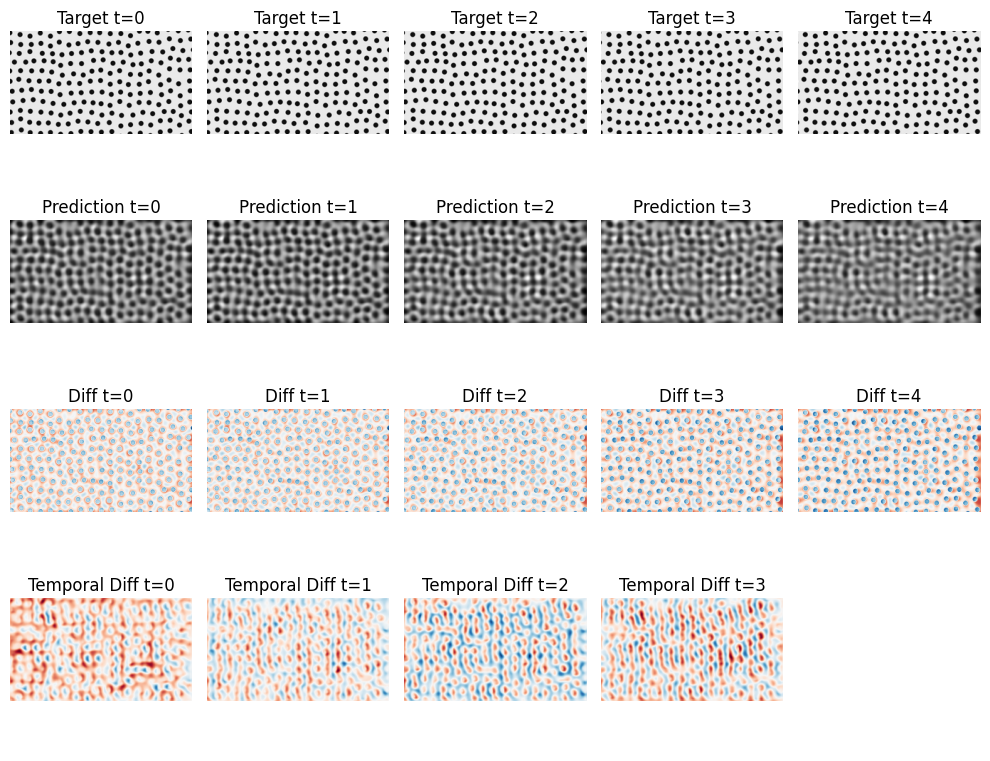 Target t=0 Target t=1 Target t=2 Target t=3 Target t=4
Prediction t=0 Prediction t=1 Prediction t=2 Prediction t=3 Prediction t=4
Diff t=0 Diff t=1 Diff t=2 Diff t=3 Diff t=4
Temporal Diff t=0 Temporal Diff t=1 Temporal Diff t=2 Temporal Diff t=3